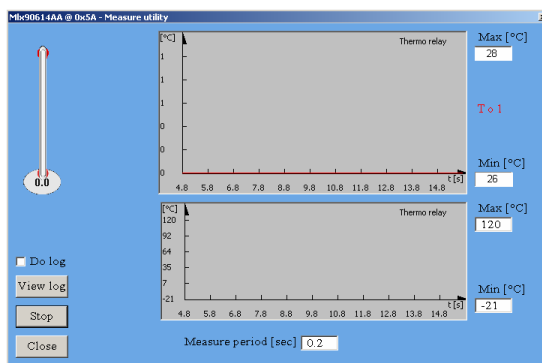 Mlx90614AA @ 0x5A - Measure utility
[°C]
Thermo relay
1
1
1
0
0
0
4.8 5.8 6.8 7.8 8.8 9.8 10.8 11.8 12.8 13.8 14.8
t [s]
Max [°C]
28
T o 1
Min [°C]
26
0.0
[°C]
Thermo relay
120
92
64
35
7
-21
4.8 5.8 6.8 7.8 8.8 9.8 10.8 11.8 12.8 13.8 14.8
t [s]
Max [°C]
120
Min [°C]
-21
Do log
View log
Stop
Close
Measure period [sec] 0.2